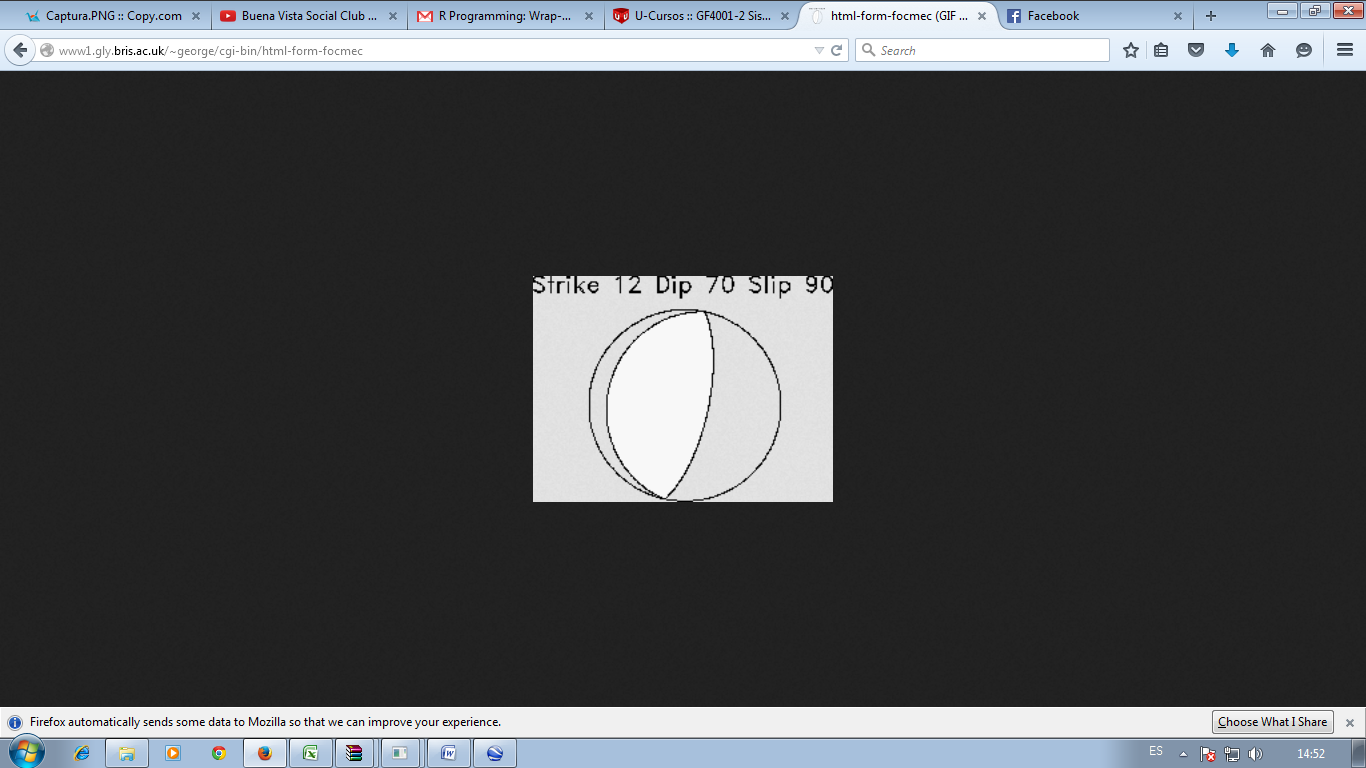 Captura.PNG :: Copy.com
Buena Vista Social Club ...
R Programming: Wrap-...
U-Cursos :: GF4001-2 Sis...
html-form-focmec (GIF ...
Facebook
www1.gly.bris.ac.uk/~george/cgi-bin/html-form-focmec
Search
Strike 12 Dip 70 Slip 90
Firefox automatically sends some data to Mozilla so that we can improve your experience.
Choose What I Share
ES
14:52